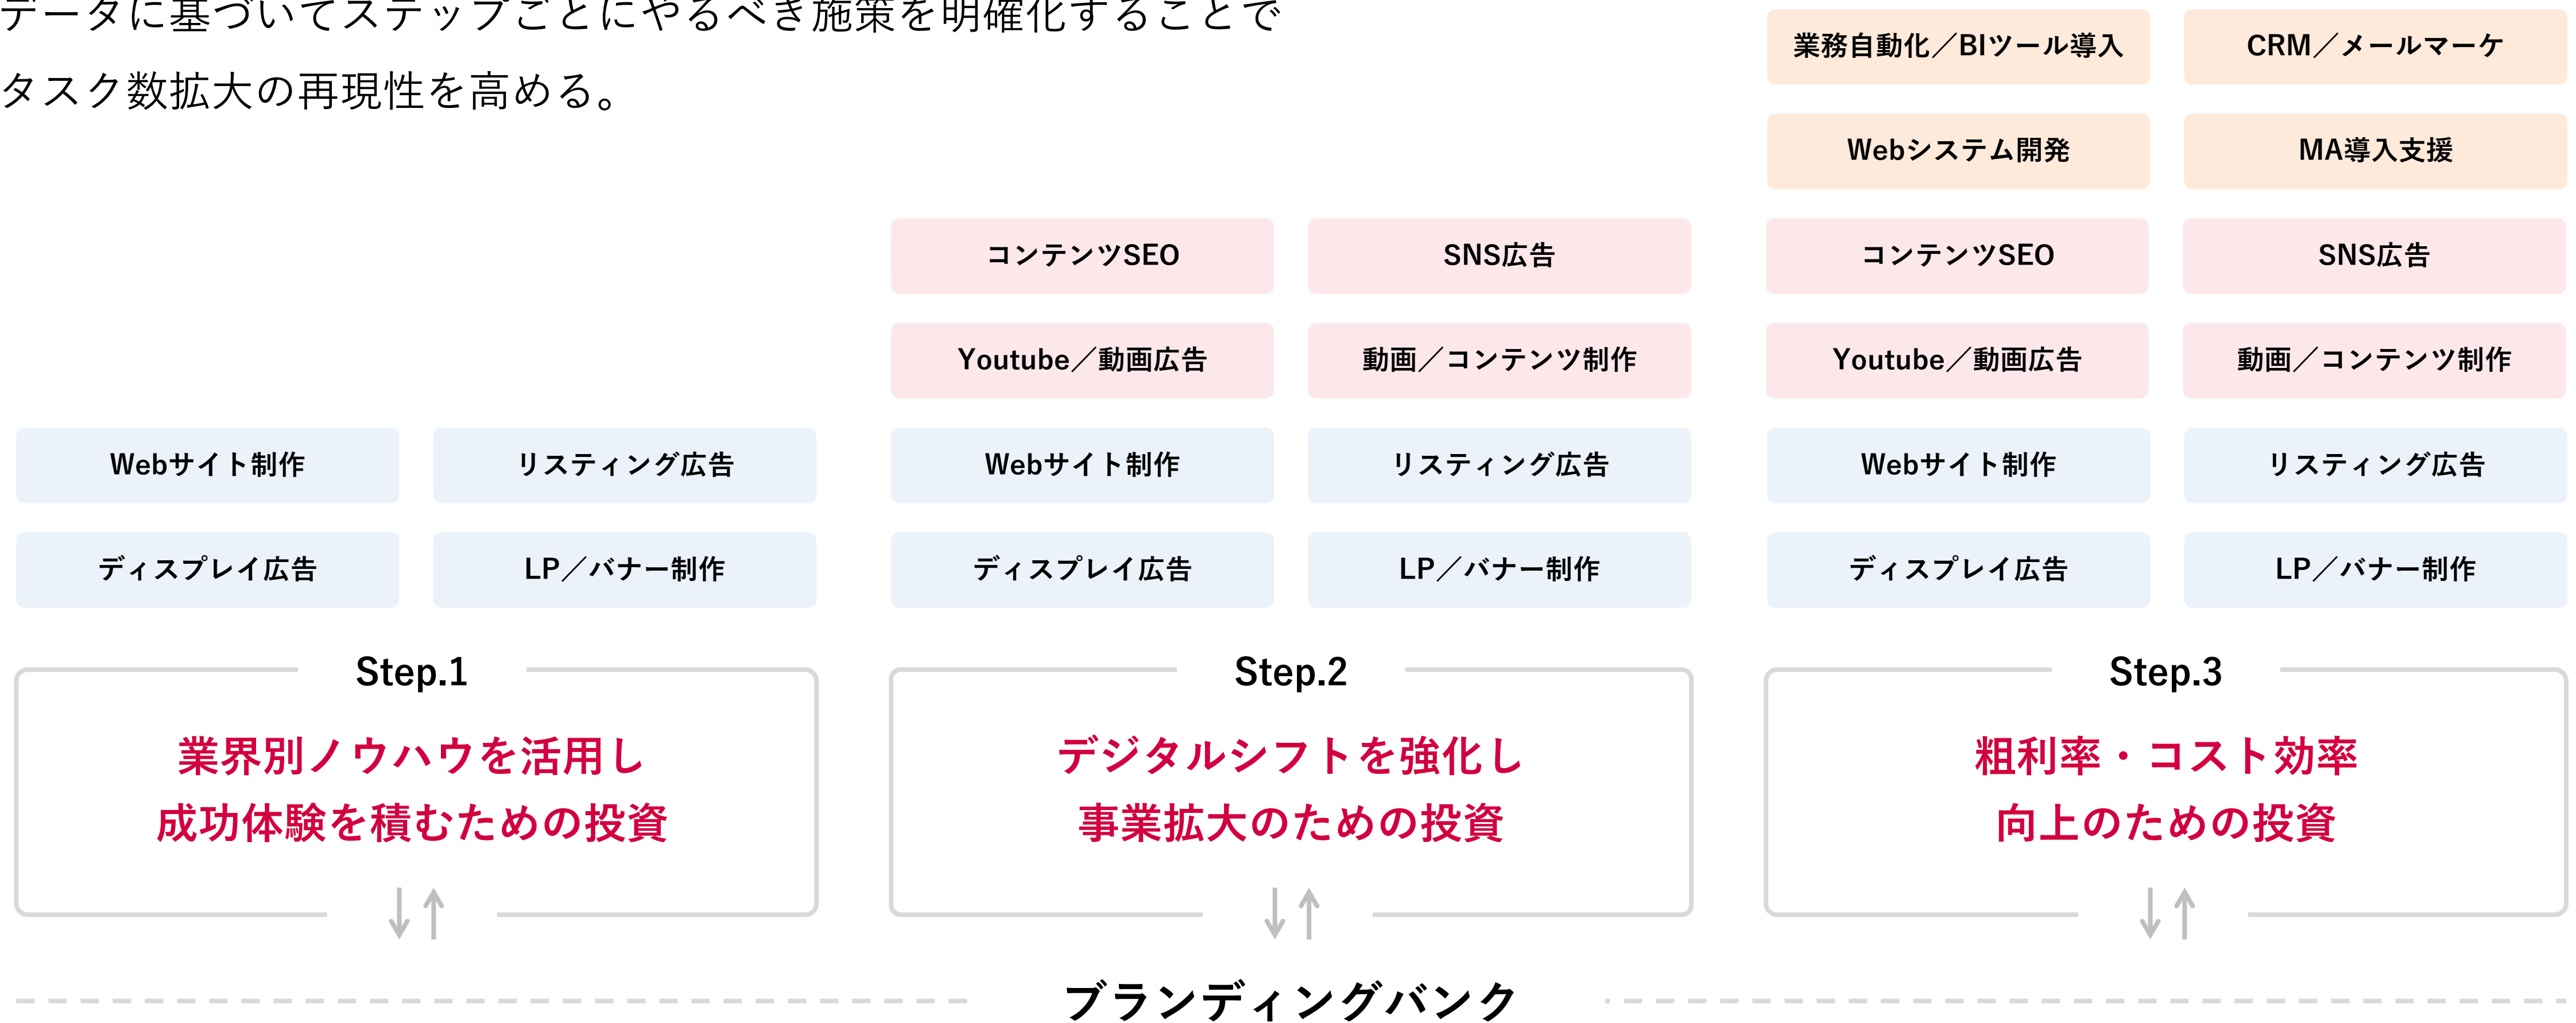 データに基づいてステップごとにやるべき施策を明確化することで
タスク数拡大の再現性を高める。
業務自動化／BIツール導入
CRM／メールマーケ
Webシステム開発
MA導入支援
コンテンツSEO
SNS広告
コンテンツSEO
SNS広告
Youtube／動画広告
動画／コンテンツ制作
Youtube／動画広告
動画／コンテンツ制作
Webサイト制作
リスティング広告
Webサイト制作
リスティング広告
Webサイト制作
リスティング広告
ディスプレイ広告
LP／バナー制作
ディスプレイ広告
LP／バナー制作
ディスプレイ広告
LP／バナー制作
Step.1
業界別ノウハウを活用し
成功体験を積むための投資
Step.2
デジタルシフトを強化し
事業拡大のための投資
Step.3
粗利率・コスト効率
向上のための投資
ブランディングバンク